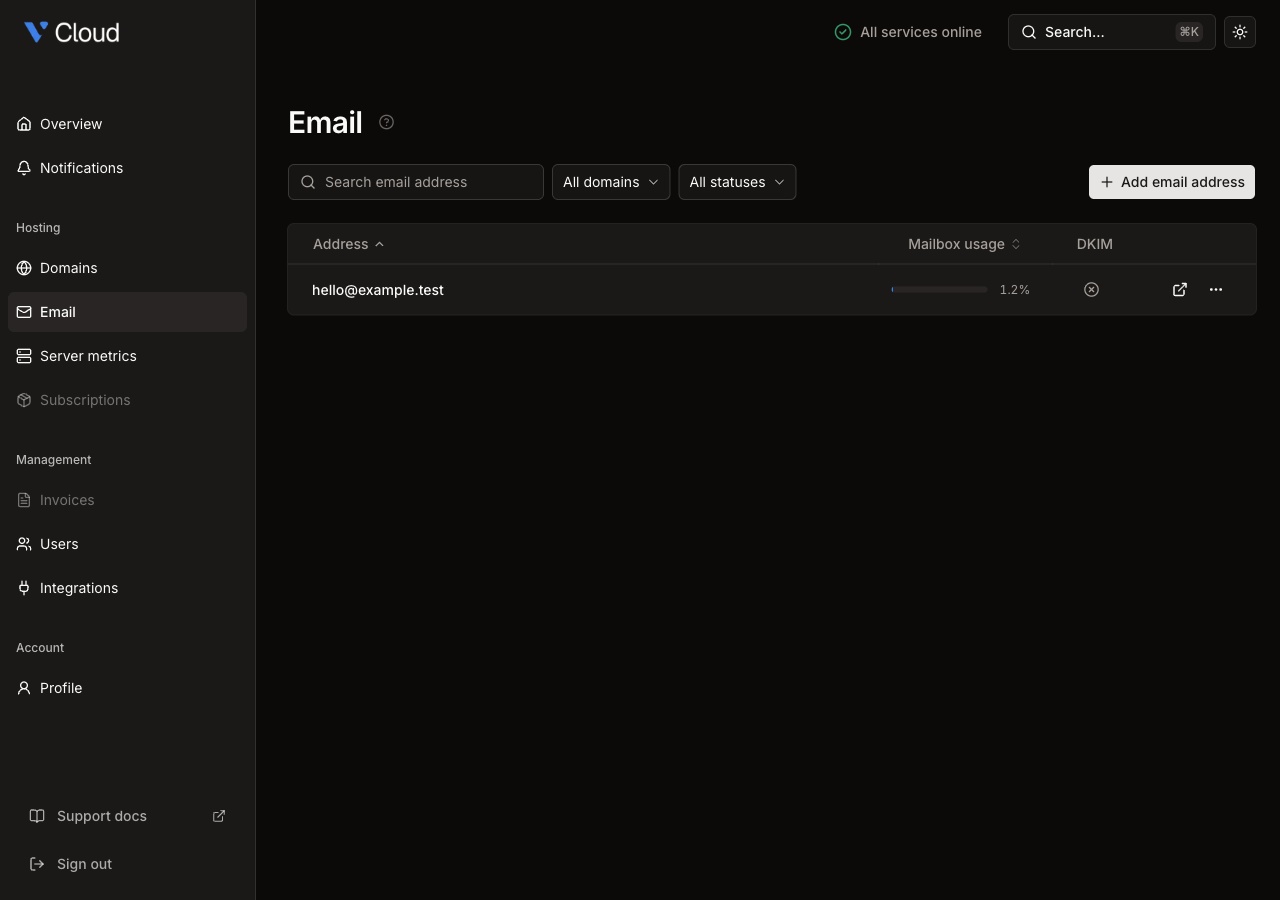 Cloud
All services online
Search...
⌘K
Overview
Notifications
Hosting
Domains
Email
Server metrics
Subscriptions
Management
Invoices
Users
Integrations
Account
Profile
Support docs
Sign out
Email
Search email address
All domains
All statuses
Add email address
Address
Mailbox usage
DKIM
hello@example.test
1.2%